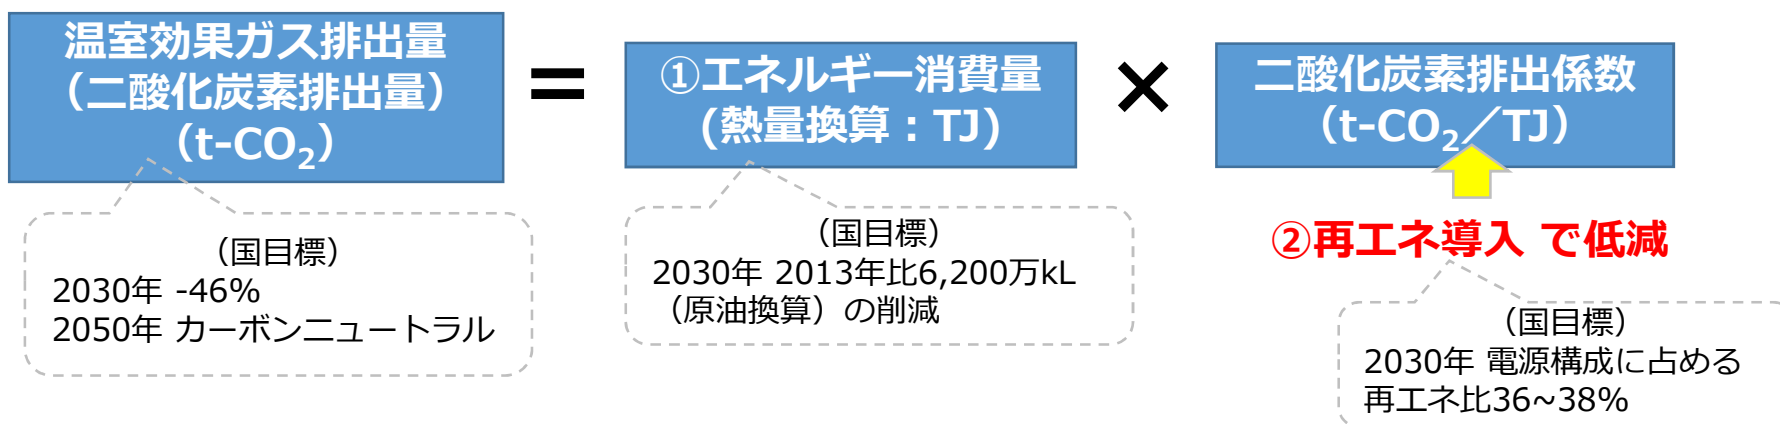 温室効果ガス排出量
（二酸化炭素排出量）
（t-CO₂）
＝
①エネルギー消費量
(熱量換算：TJ)
×
二酸化炭素排出係数
（t-CO₂／TJ）
（国目標）
2030年 -46%
2050年 カーボンニュートラル
（国目標）
2030年 2013年比6,200万kL
（原油換算）の削減
②再エネ導入 で低減
（国目標）
2030年 電源構成に占める
再エネ比36~38%